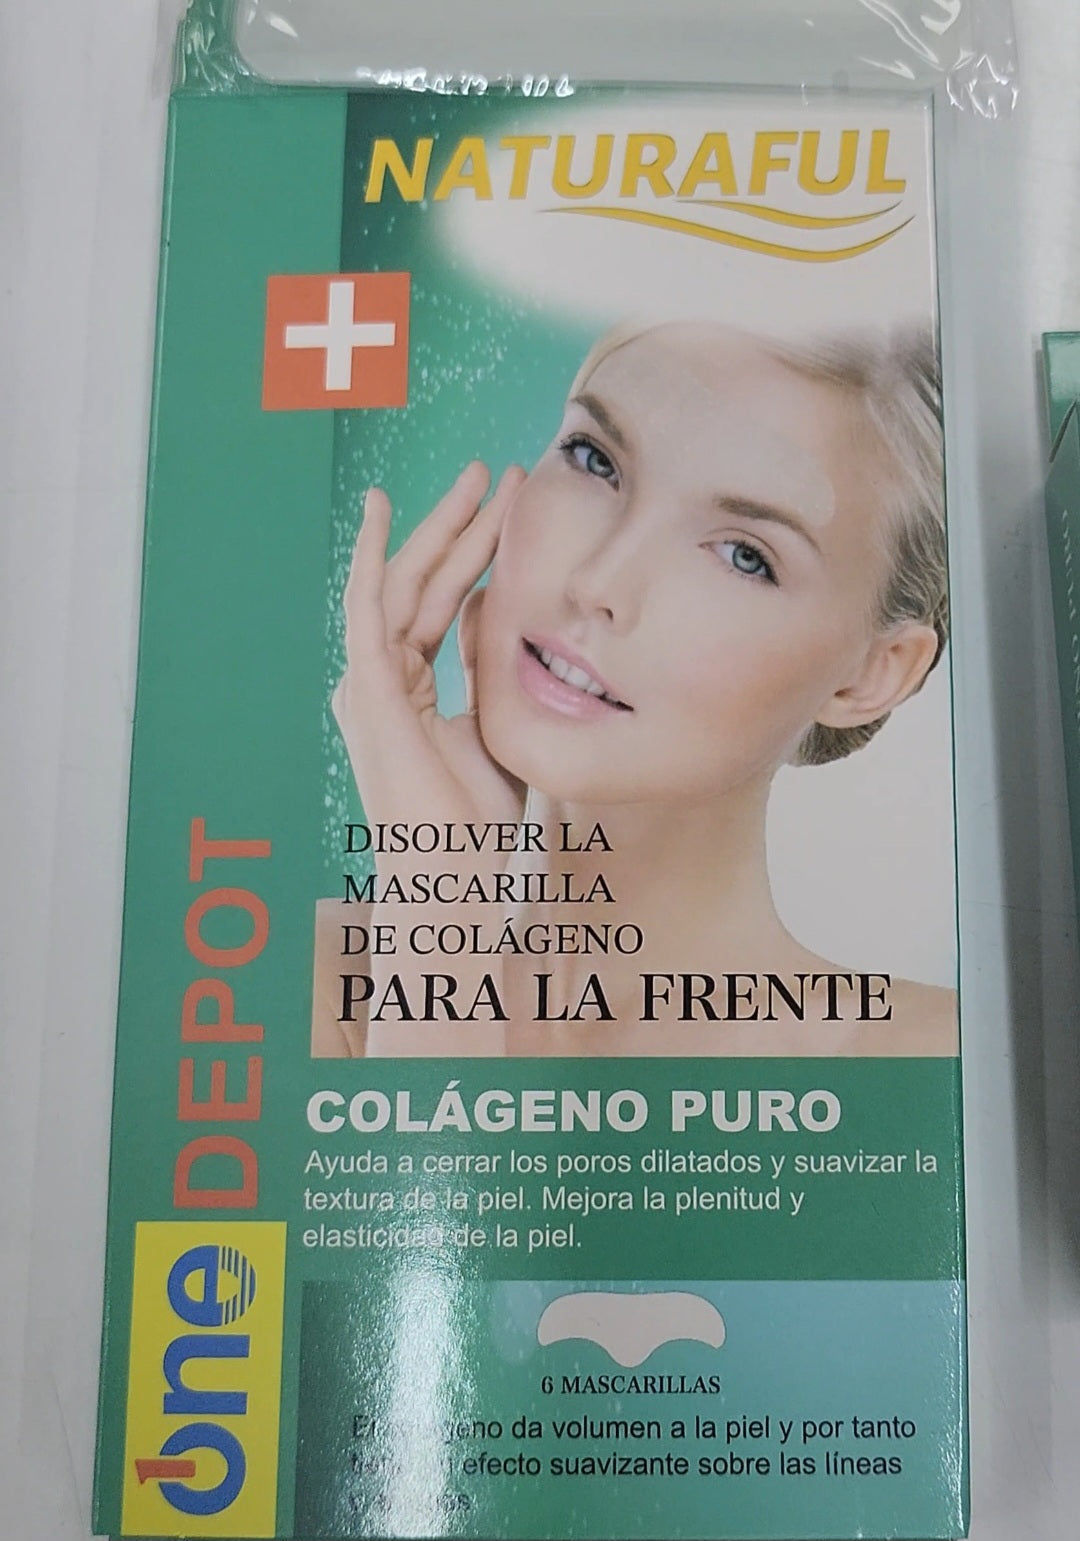 NATURAFUL
DISOLVER LA
MASCARILLA
DE COLÁGENO
PARA LA FRENTE
COLÁGENO PURO
Ayuda a cerrar los poros dilatados y suavizar la
textura de la piel. Mejora la plenitud y
elasticidad de la piel.
6 MASCARILLAS
da volumen a la piel y por tanto
efecto suavizante sobre las líneas
One DEPOT